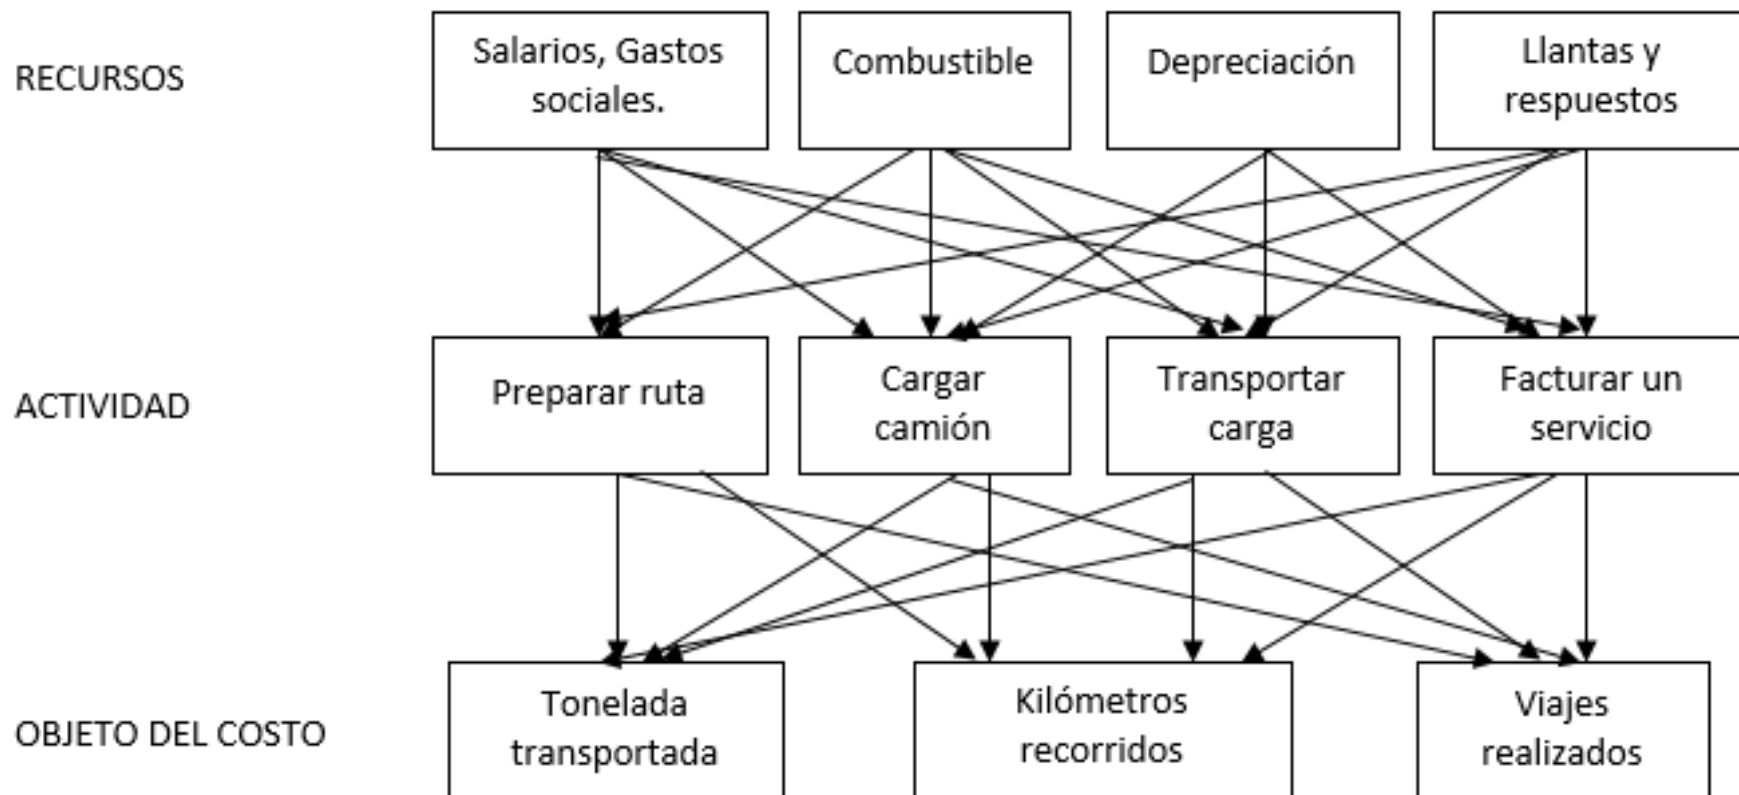 RECURSOS
Salarios, Gastos
sociales.
Combustible
Depreciación
Llantas y
respuestos
ACTIVIDAD
Preparar ruta
Cargar
camión
Transportar
carga
Facturar un
servicio
OBJETO DEL COSTO
Tonelada
transportada
Kilómetros
recorridos
Viajes
realizados